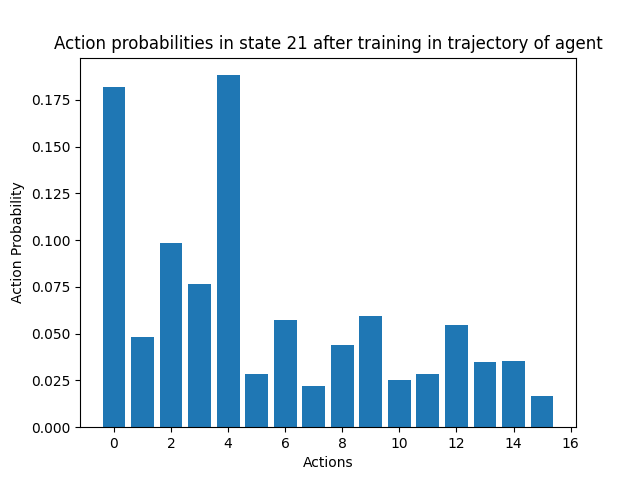 Action probabilities in state 21 after training in trajectory of agent
0.175
0.150
0.125
0.100
0.075
0.050
0.025
0.000
Action Probability
0 2 4 6 8 10 12 14 16
Actions